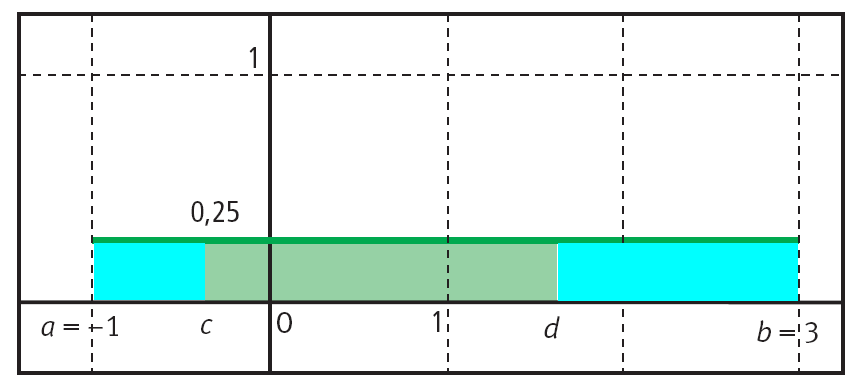 1
0,25
a = –1
c
0
1
d
b = 3